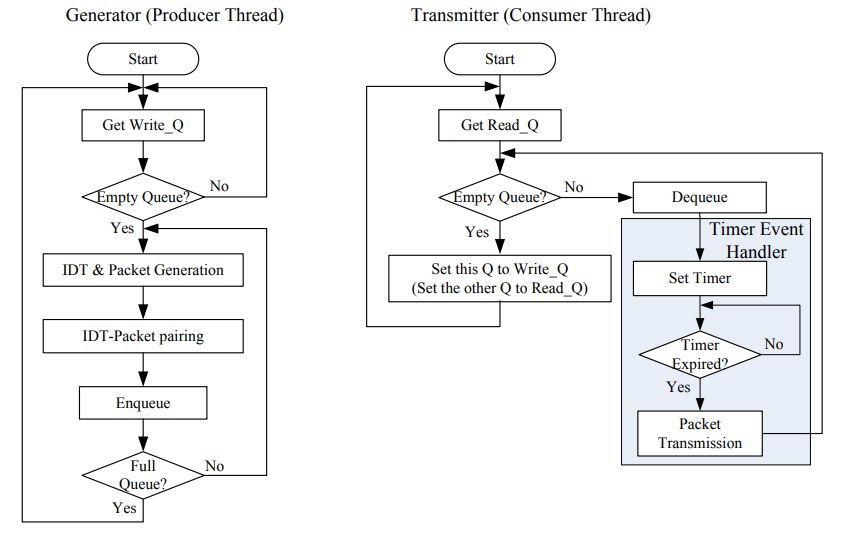 Generator (Producer Thread)
Start
Get Write_Q
Empty Queue?
No
Yes
IDT & Packet Generation
IDT-Packet pairing
Enqueue
Full
Queue?
No
Yes
Transmitter (Consumer Thread)
Start
Get Read_Q
Empty Queue?
No
Yes
Set this Q to Write_Q
(Set the other Q to Read_Q)
Dequeue
Timer Event
Handler
Set Timer
Timer
Expired?
No
Yes
Packet
Transmission